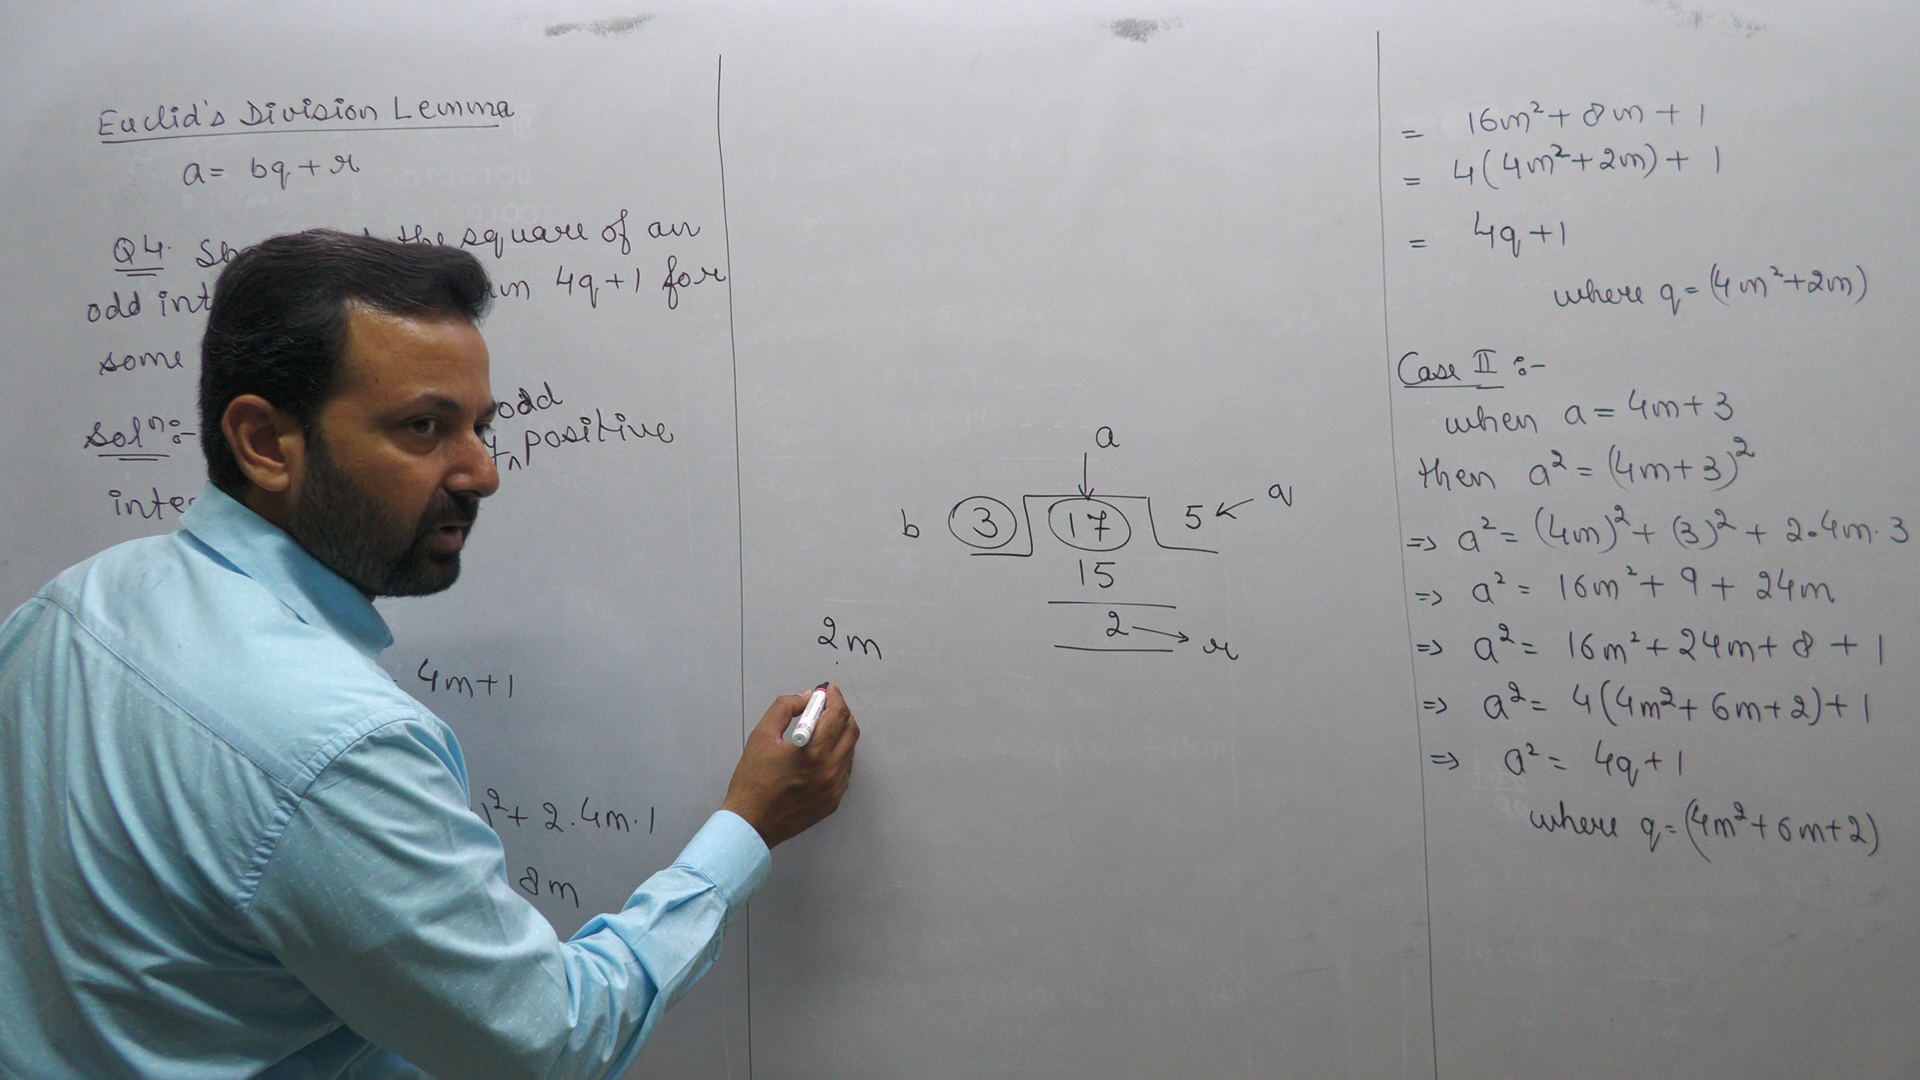 Euclid's Division Lemma
a = bq + r
Q4. the square of an
odd 4q+1 for
some
Solⁿ:- odd
positive
= 4m+1
)² + 2.4m.1
8m
a
b 3 17 5 ← q
15
2 → r
2m
= 16m² + 8m + 1
= 4(4m² + 2m) + 1
= 4q + 1
where q = (4m² + 2m)
Case II :-
when a = 4m + 3
then a² = (4m + 3)²
=> a² = (4m)² + (3)² + 2.4m.3
=> a² = 16m² + 9 + 24m
=> a² = 16m² + 24m + 8 + 1
=> a² = 4(4m² + 6m + 2) + 1
=> a² = 4q + 1
where q = (4m² + 6m + 2)